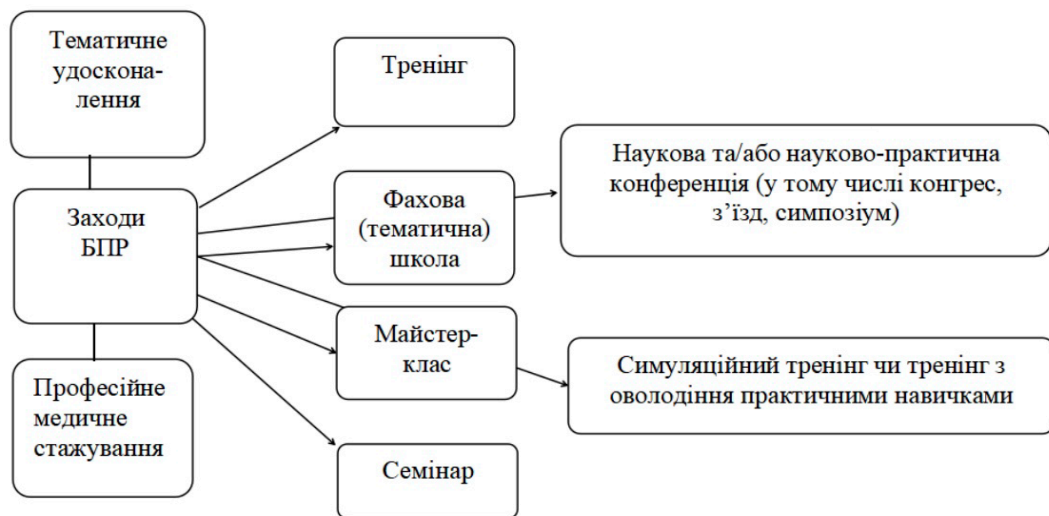 Тематичне
удоскона-
лення
Заходи
БПР
Професійне
медичне
стажування
Тренінг
Фахова
(тематична)
школа
Майстер-
клас
Семінар
Наукова та/або науково-практична
конференція (у тому числі конгрес,
з’їзд, симпозіум)
Симуляційний тренінг чи тренінг з
оволодіння практичними навичками